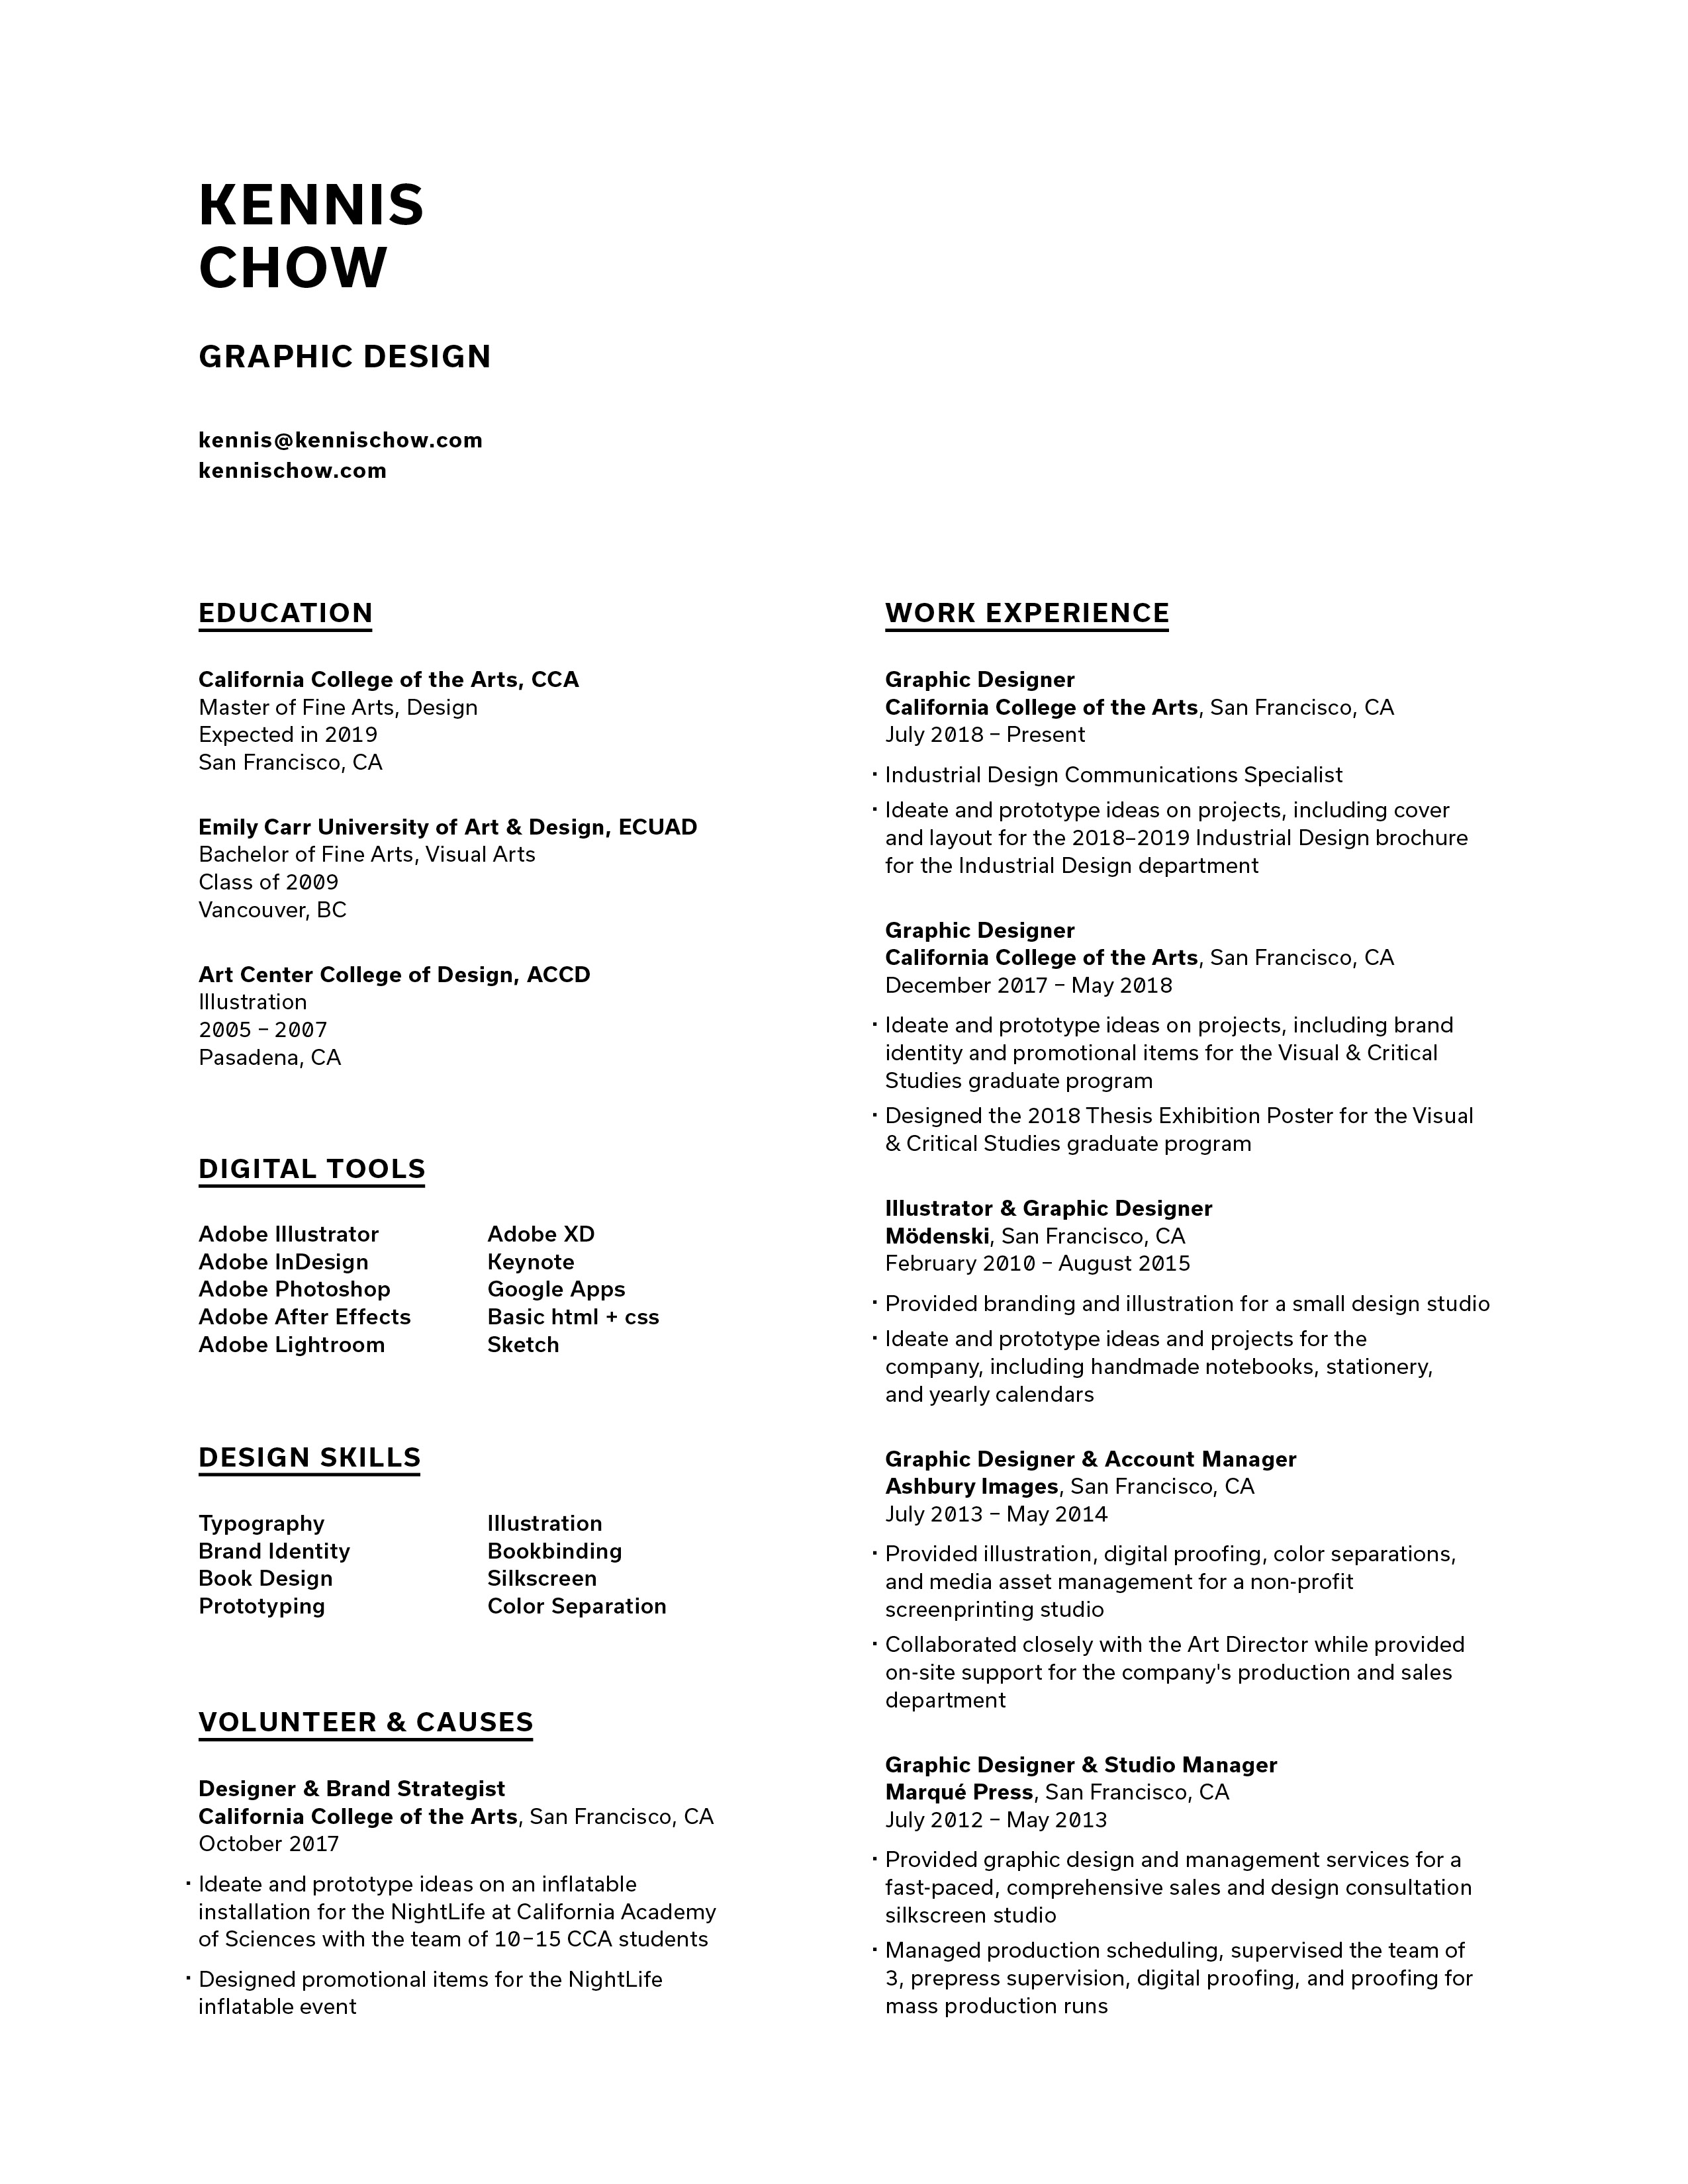 KENNIS
CHOW
GRAPHIC DESIGN
kennis@kennischow.com
kennischow.com
EDUCATION
California College of the Arts, CCA
Master of Fine Arts, Design
Expected in 2019
San Francisco, CA
Emily Carr University of Art & Design, ECUAD
Bachelor of Fine Arts, Visual Arts
Class of 2009
Vancouver, BC
Art Center College of Design, ACCD
Illustration
2005 – 2007
Pasadena, CA
DIGITAL TOOLS
Adobe Illustrator
Adobe InDesign
Adobe Photoshop
Adobe After Effects
Adobe Lightroom
Adobe XD
Keynote
Google Apps
Basic html + css
Sketch
DESIGN SKILLS
Typography
Brand Identity
Book Design
Prototyping
Illustration
Bookbinding
Silkscreen
Color Separation
VOLUNTEER & CAUSES
Designer & Brand Strategist
California College of the Arts, San Francisco, CA
October 2017
· Ideate and prototype ideas on an inflatable
installation for the NightLife at California Academy
of Sciences with the team of 10–15 CCA students
· Designed promotional items for the NightLife
inflatable event
WORK EXPERIENCE
Graphic Designer
California College of the Arts, San Francisco, CA
July 2018 – Present
· Industrial Design Communications Specialist
· Ideate and prototype ideas on projects, including cover
and layout for the 2018–2019 Industrial Design brochure
for the Industrial Design department
Graphic Designer
California College of the Arts, San Francisco, CA
December 2017 – May 2018
· Ideate and prototype ideas on projects, including brand
identity and promotional items for the Visual & Critical
Studies graduate program
· Designed the 2018 Thesis Exhibition Poster for the Visual
& Critical Studies graduate program
Illustrator & Graphic Designer
Mödenski, San Francisco, CA
February 2010 – August 2015
· Provided branding and illustration for a small design studio
· Ideate and prototype ideas and projects for the
company, including handmade notebooks, stationery,
and yearly calendars
Graphic Designer & Account Manager
Ashbury Images, San Francisco, CA
July 2013 – May 2014
· Provided illustration, digital proofing, color separations,
and media asset management for a non-profit
screenprinting studio
· Collaborated closely with the Art Director while provided
on-site support for the company's production and sales
department
Graphic Designer & Studio Manager
Marqué Press, San Francisco, CA
July 2012 – May 2013
· Provided graphic design and management services for a
fast-paced, comprehensive sales and design consultation
silkscreen studio
· Managed production scheduling, supervised the team of
3, prepress supervision, digital proofing, and proofing for
mass production runs